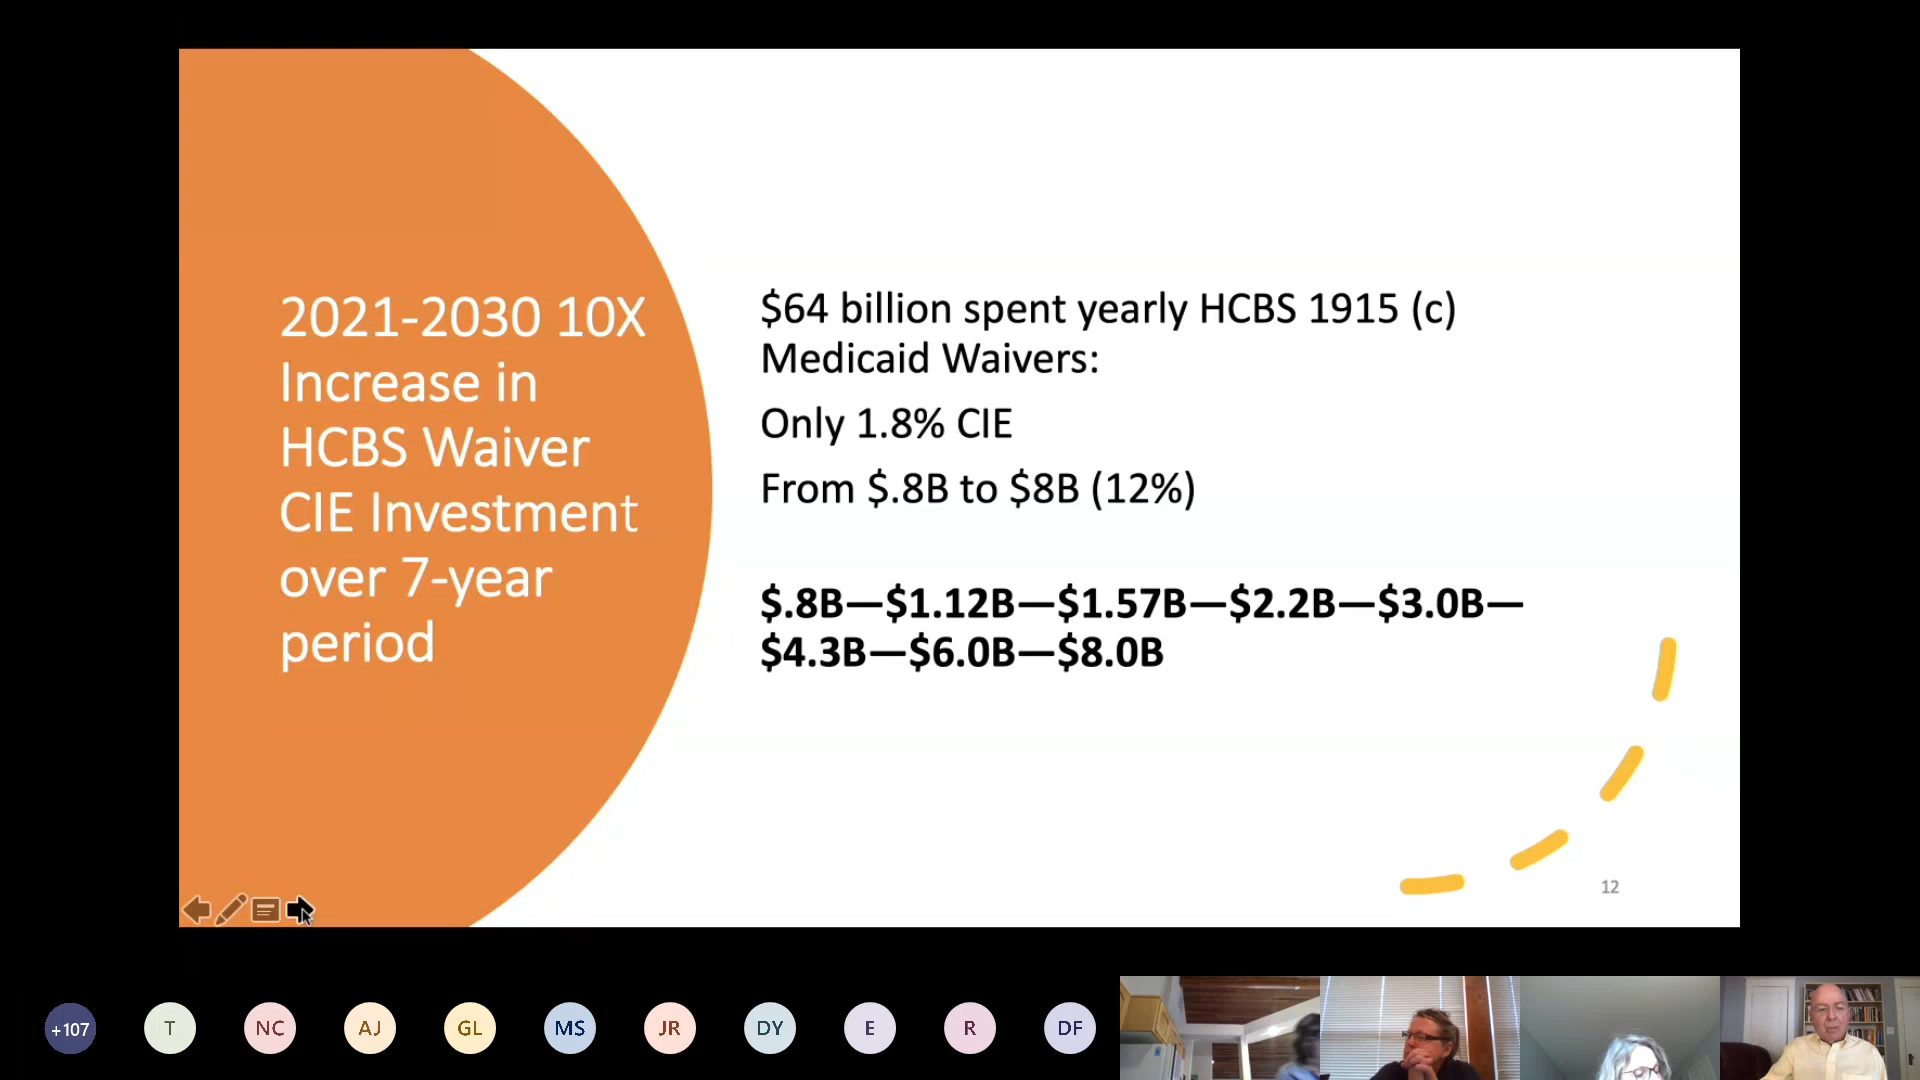 2021-2030 10X
Increase in
HCBS Waiver
CIE Investment
over 7-year
period
$64 billion spent yearly HCBS 1915 (c)
Medicaid Waivers:
Only 1.8% CIE
From $.8B to $8B (12%)
$.8B—$1.12B—$1.57B—$2.2B—$3.0B—
$4.3B—$6.0B—$8.0B
12
+107
T
NC
AJ
GL
MS
JR
DY
E
R
DF